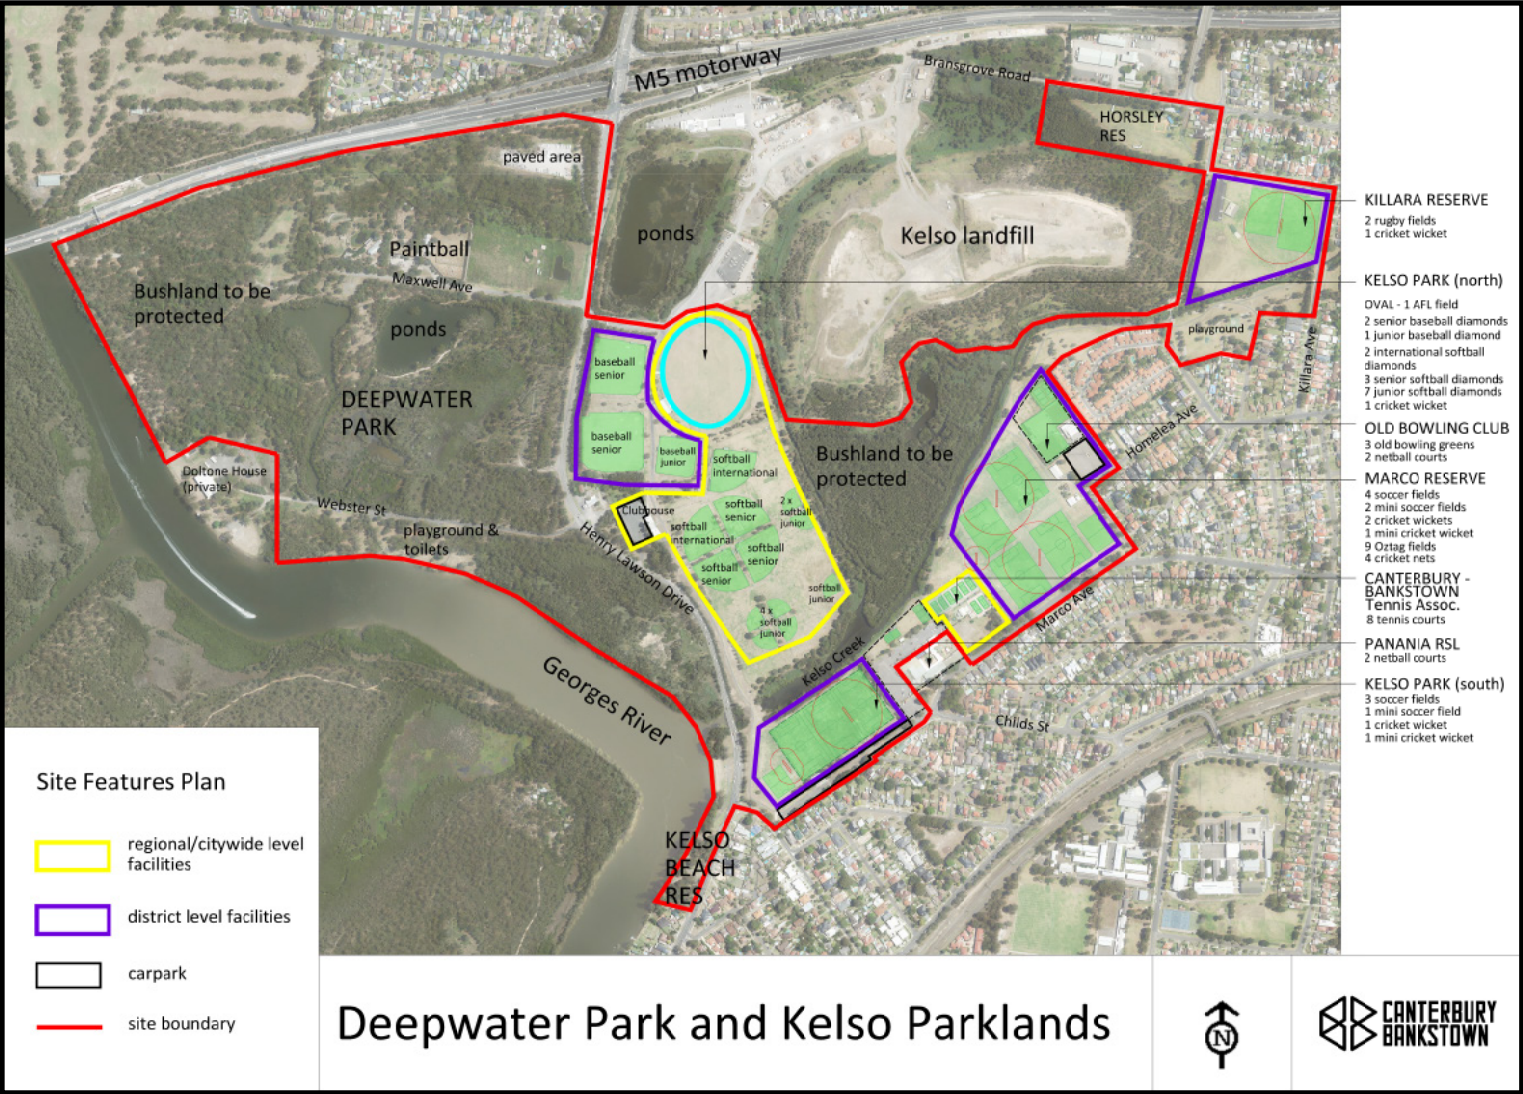 M5 motorway
Bransgrove Road
HORSLEY
RES
paved area
ponds
Kelso landfill
Paintball
Maxwell Ave
Bushland to be
protected
ponds
DEEPWATER
PARK
playground
Killara Ave
baseball
senior
baseball
senior
baseball
junior
softball
international
softball
senior
2 x
softball
junior
softball
international
softball
senior
softball
senior
softball
junior
4 x
softball
junior
Clubhouse
Bushland to be
protected
Homelea Ave
Doltone House
(private)
Webster St
playground &
toilets
Henry Lawson Drive
Georges River
Kelso Creek
Marco Ave
Childs St
KELSO
BEACH
RES
KILLARA RESERVE
2 rugby fields
1 cricket wicket
KELSO PARK (north)
OVAL - 1 AFL field
2 senior baseball diamonds
1 junior baseball diamond
2 international softball
diamonds
3 senior softball diamonds
7 junior softball diamonds
1 cricket wicket
OLD BOWLING CLUB
3 old bowling greens
2 netball courts
MARCO RESERVE
4 soccer fields
2 mini soccer fields
2 cricket wickets
1 mini cricket wicket
9 Oztag fields
4 cricket nets
CANTERBURY -
BANKSTOWN
Tennis Assoc.
8 tennis courts
PANANIA RSL
2 netball courts
KELSO PARK (south)
3 soccer fields
1 mini soccer field
1 cricket wicket
1 mini cricket wicket
Site Features Plan
regional/citywide level
facilities
district level facilities
carpark
site boundary
Deepwater Park and Kelso Parklands
N
CANTERBURY
BANKSTOWN